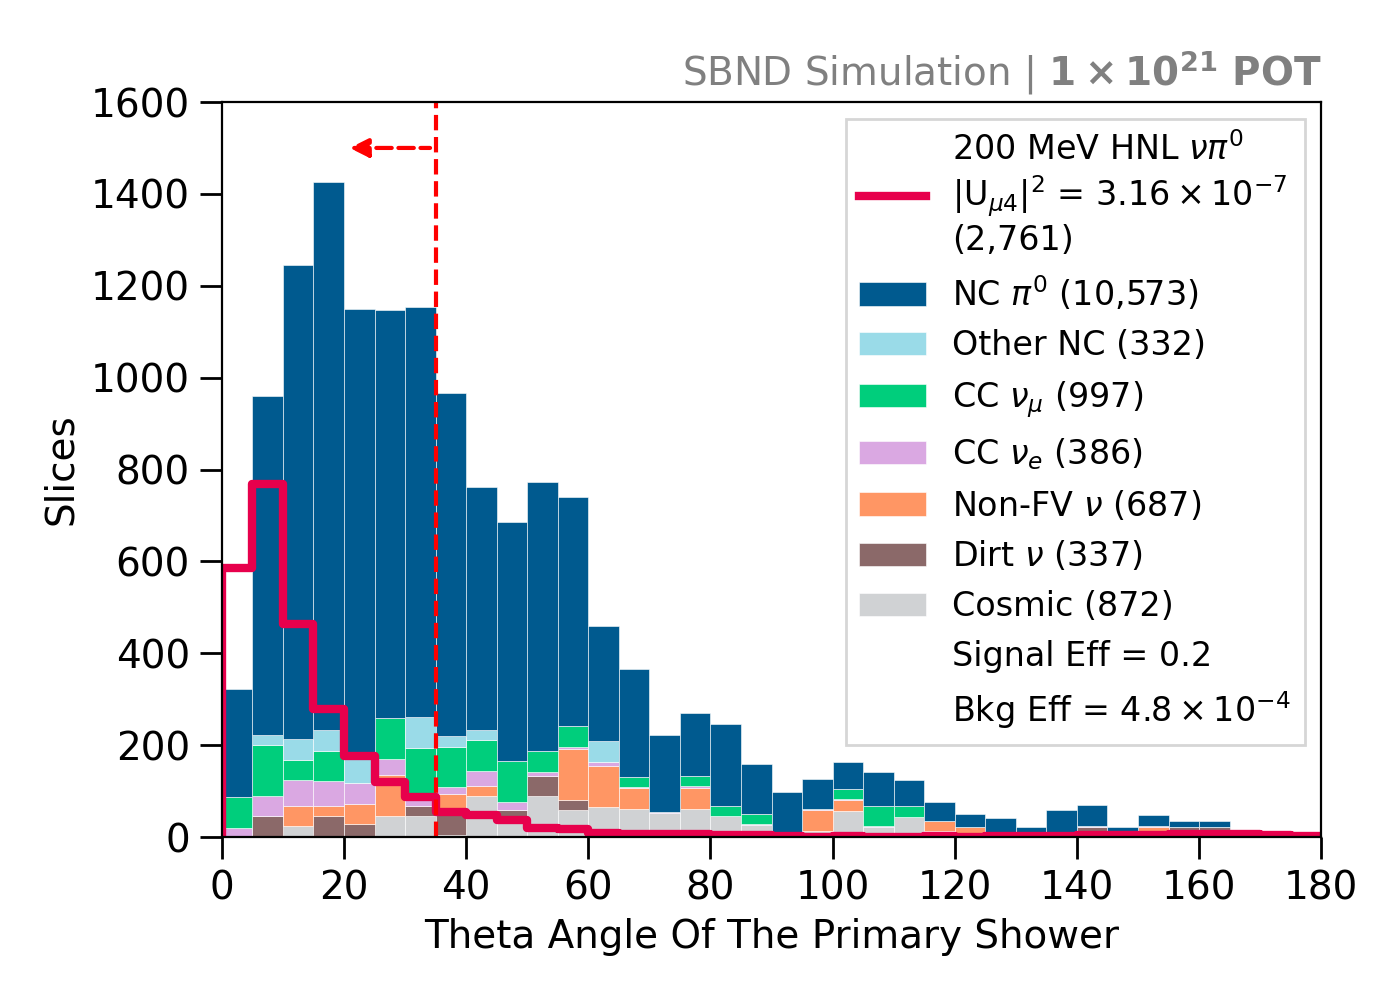 SBND Simulation | 1 × 10²¹ POT
1600
1400
1200
1000
800
600
400
200
0
Slices
200 MeV HNL νπ⁰
|U_μ4|² = 3.16 × 10⁻⁷
(2,761)
NC π⁰ (10,573)
Other NC (332)
CC ν_μ (997)
CC ν_e (386)
Non-FV ν (687)
Dirt ν (337)
Cosmic (872)
Signal Eff = 0.2
Bkg Eff = 4.8 × 10⁻⁴
0 20 40 60 80 100 120 140 160 180
Theta Angle Of The Primary Shower